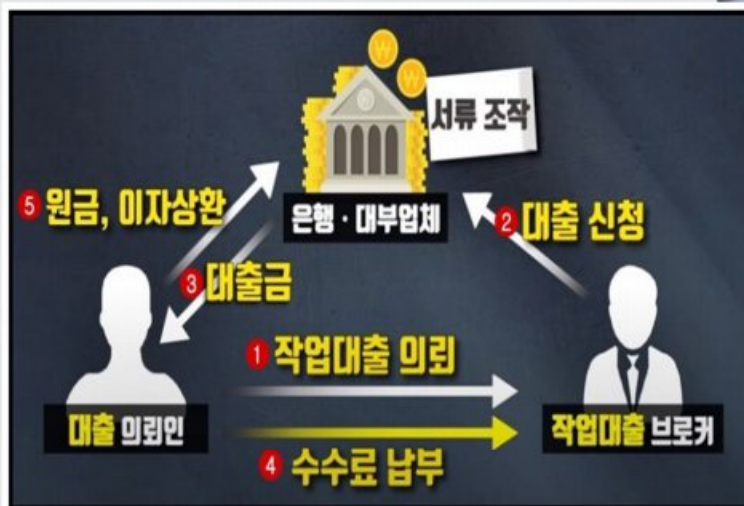 서류 조작
5 원금, 이자상환
은행 · 대부업체
2 대출 신청
3 대출금
1 작업대출 의뢰
대출 의뢰인
작업대출 브로커
4 수수료 납부